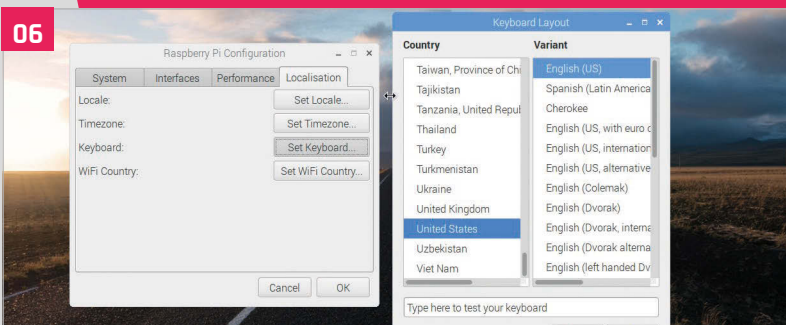 06
Raspberry Pi Configuration
System Interfaces Performance Localisation
Locale: Set Locale...
Timezone: Set Timezone...
Keyboard: Set Keyboard...
WiFi Country: Set WiFi Country...
Cancel OK
Keyboard Layout
Country Variant
Taiwan, Province of Chi
Tajikistan
Tanzania, United Repub
Thailand
Turkey
Turkmenistan
Ukraine
United Kingdom
United States
Uzbekistan
Viet Nam
English (US)
Spanish (Latin America
Cherokee
English (US, with euro
English (US, internation
English (US, alternative
English (Colemak)
English (Dvorak)
English (Dvorak, interna
English (Dvorak alterna
English (left handed Dv
Type here to test your keyboard